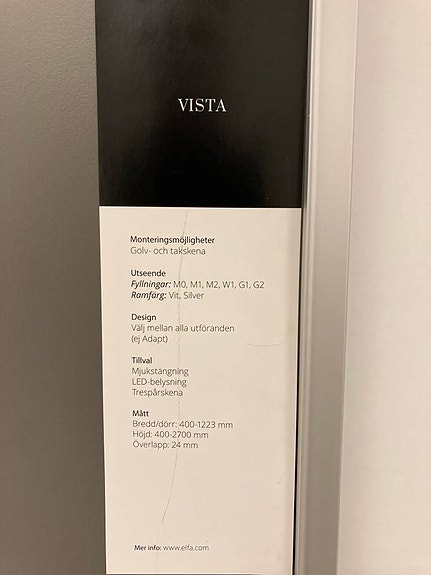 VISTA
Monteringsmöjligheter
Golv- och takskena
Utseende
Fyllningar: M0, M1, M2, W1, G1, G2
Ramfärg: Vit, Silver
Design
Välj mellan alla utföranden
(ej Adapt)
Tillval
Mjukstängning
LED-belysning
Trespårskena
Mått
Bredd/dörr: 400-1223 mm
Höjd: 400-2700 mm
Överlapp: 24 mm
Mer info: www.elfa.com